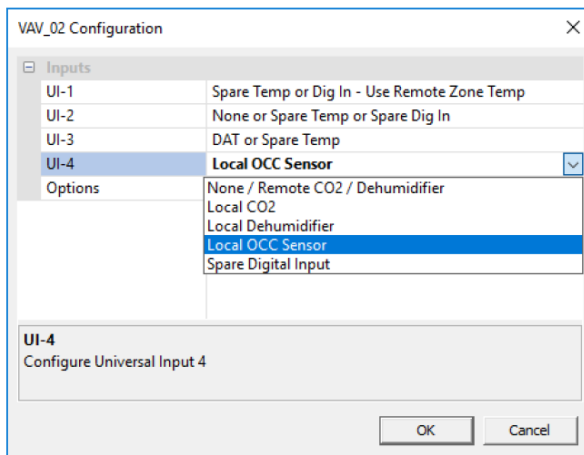 VAV_02 Configuration
Inputs
UI-1 Spare Temp or Dig In - Use Remote Zone Temp
UI-2 None or Spare Temp or Spare Dig In
UI-3 DAT or Spare Temp
UI-4 Local OCC Sensor
Options None / Remote CO2 / Dehumidifier
Local CO2
Local Dehumidifier
Local OCC Sensor
Spare Digital Input
UI-4
Configure Universal Input 4
OK Cancel